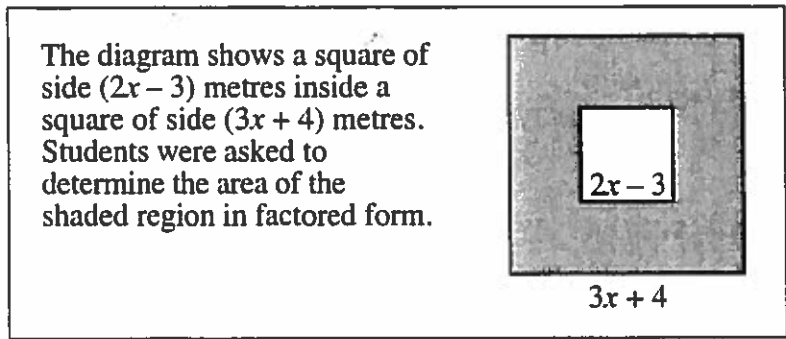 The diagram shows a square of
side (2x – 3) metres inside a
square of side (3x + 4) metres.
Students were asked to
determine the area of the
shaded region in factored form.
2x – 3
3x + 4